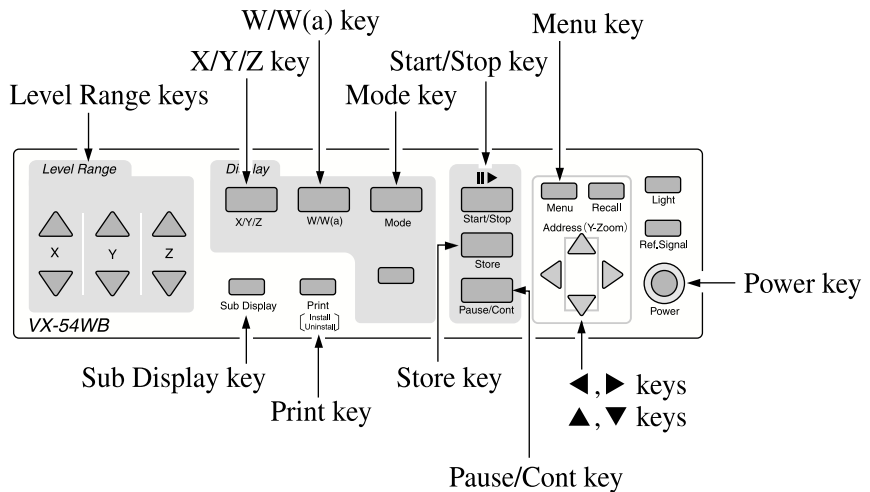 W/W(a) key
Menu key
X/Y/Z key
Start/Stop key
Level Range keys
Mode key
Level Range
X
Y
Z
VX-54WB
Display
X/Y/Z
W/W(a)
Mode
Sub Display
Print
[Install
Uninstall]
Start/Stop
Store
Pause/Cont
Menu
Recall
Address(Y-Zoom)
Light
Ref.Signal
Power
Power key
Sub Display key
Store key
◀,▶ keys
Print key
▲,▼ keys
Pause/Cont key